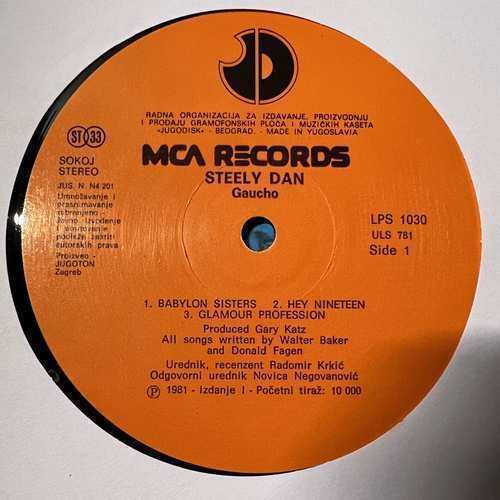 RADNA ORGANIZACIJA ZA IZDAVANJE, PROIZVODNJU
I PRODAJU GRAMOFONSKIH PLOČA I MUZIČKIH KASETA
«JUGODISK» - BEOGRAD. - MADE IN YUGOSLAVIA
ST 33
SOKOJ
STEREO
JUS. N. N4 201
Umnožavanje i
presnimavanje
zabranjeno -
Javno izvođenje
i emitovanje
podleže zaštiti
autorskih prava
Proizveo -
JUGOTON
Zagreb
MCA RECORDS
STEELY DAN
Gaucho
LPS 1030
ULS 781
Side 1
1. BABYLON SISTERS 2. HEY NINETEEN
3. GLAMOUR PROFESSION
Produced Gary Katz
All songs written by Walter Baker
and Donald Fagen
Urednik, recenzent Radomir Krkić
Odgovorni urednik Novica Negovanović
℗ 1981 - Izdanje I - Početni tiraž: 10 000